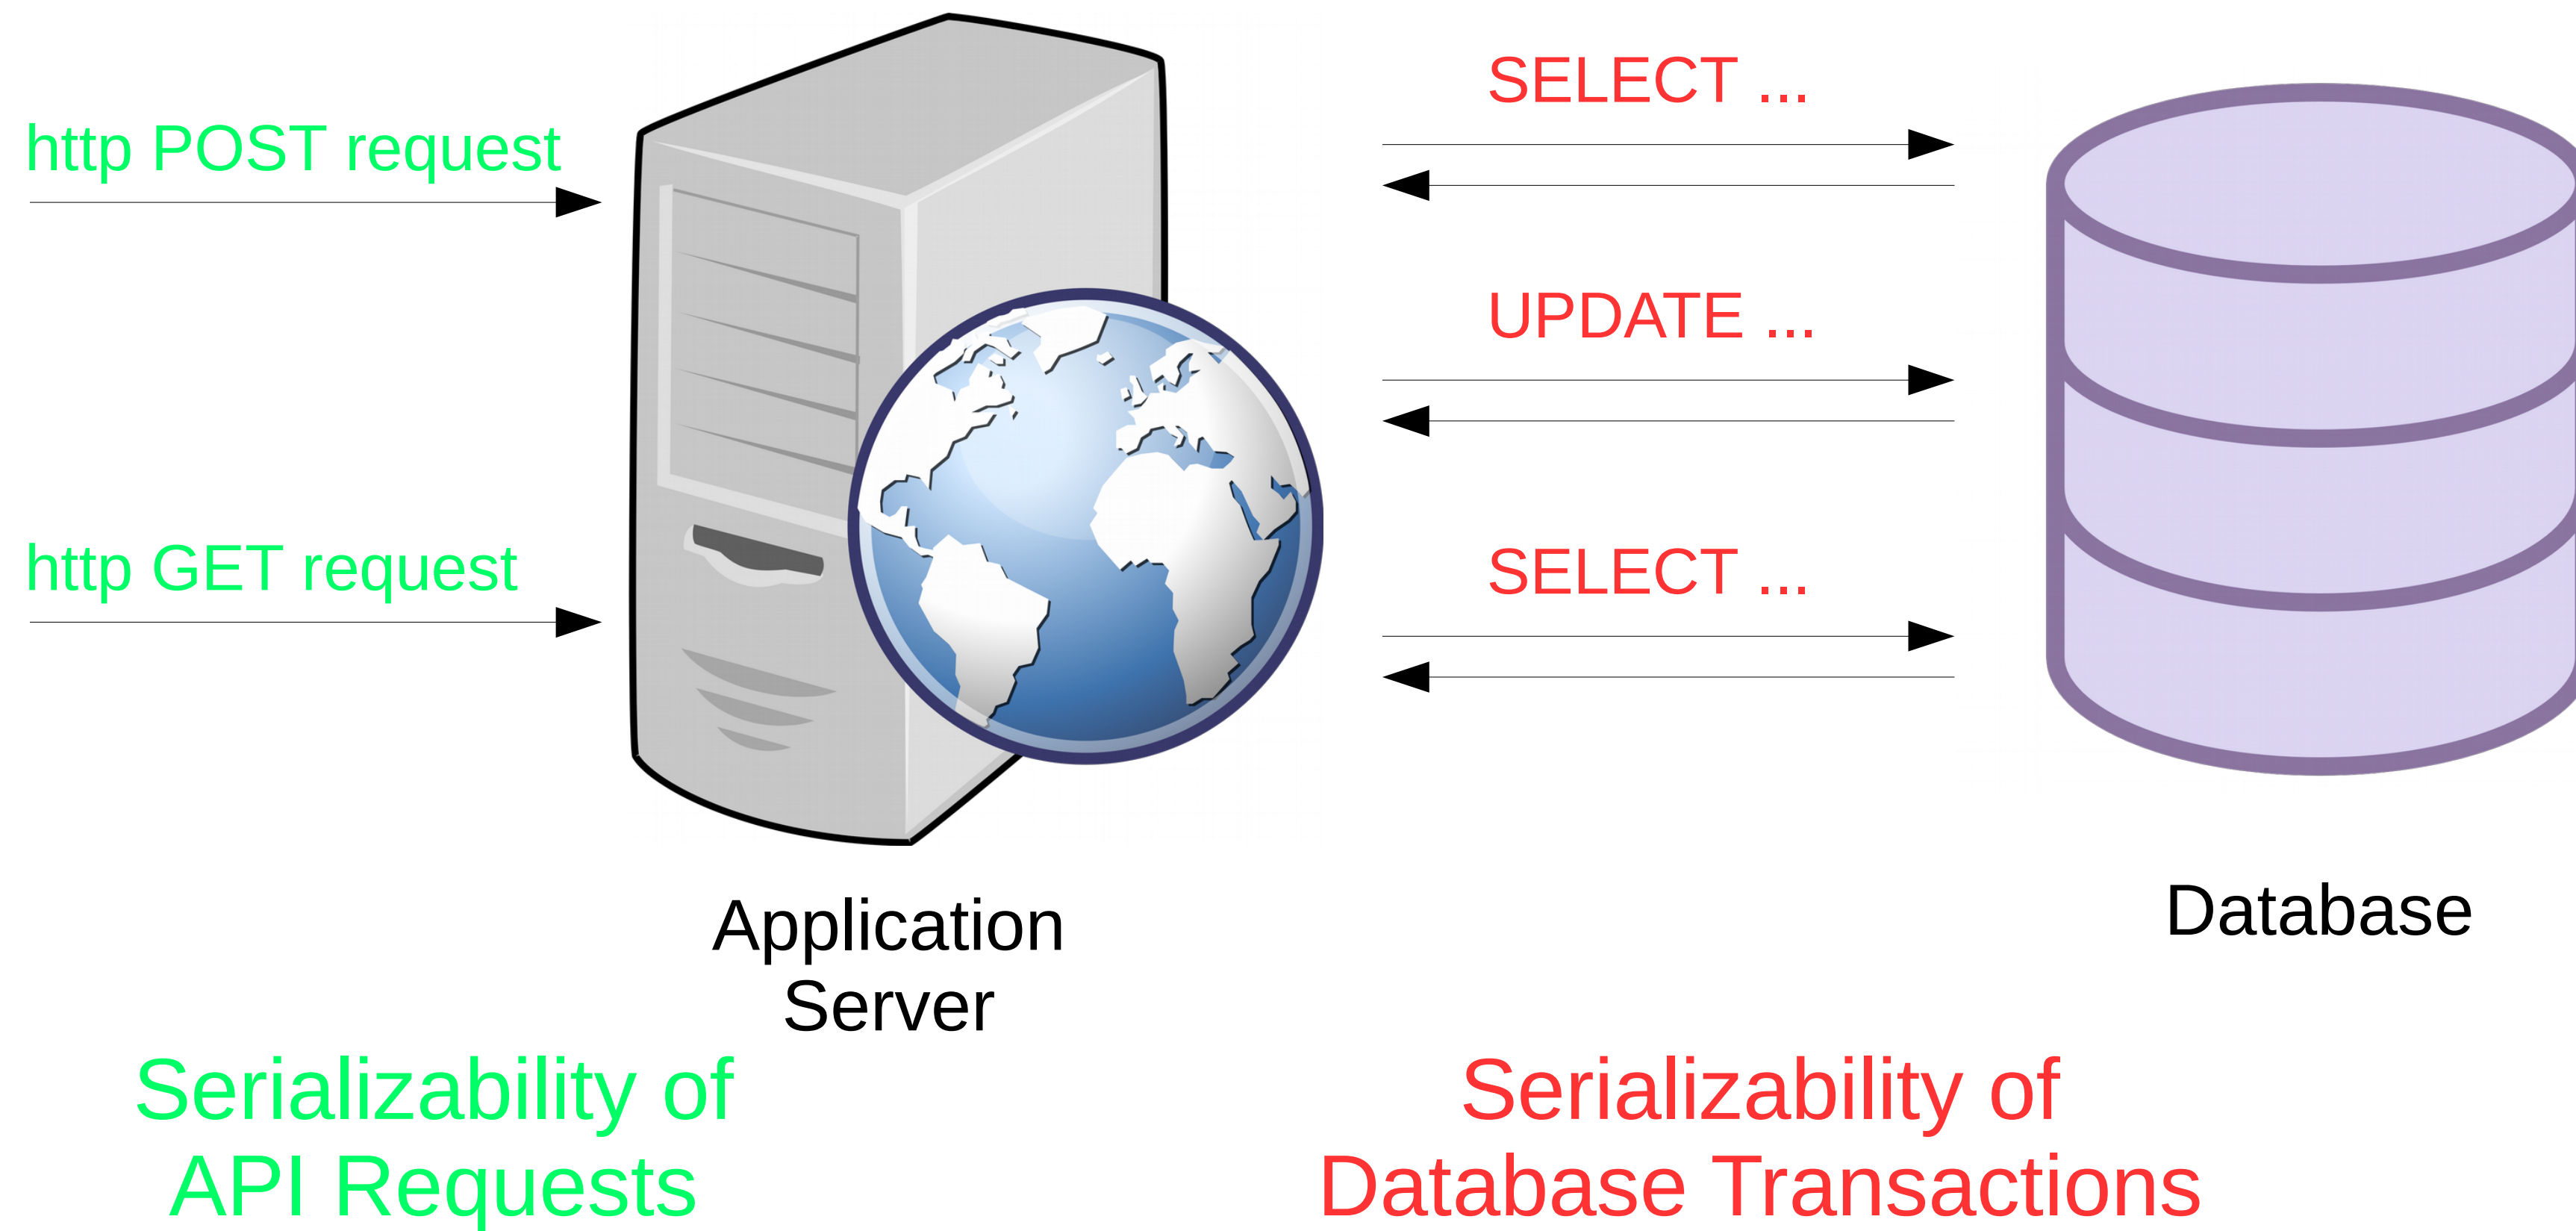 http POST request
http GET request
SELECT ...
UPDATE ...
SELECT ...
Application
Server
Database
Serializability of
API Requests
Serializability of
Database Transactions